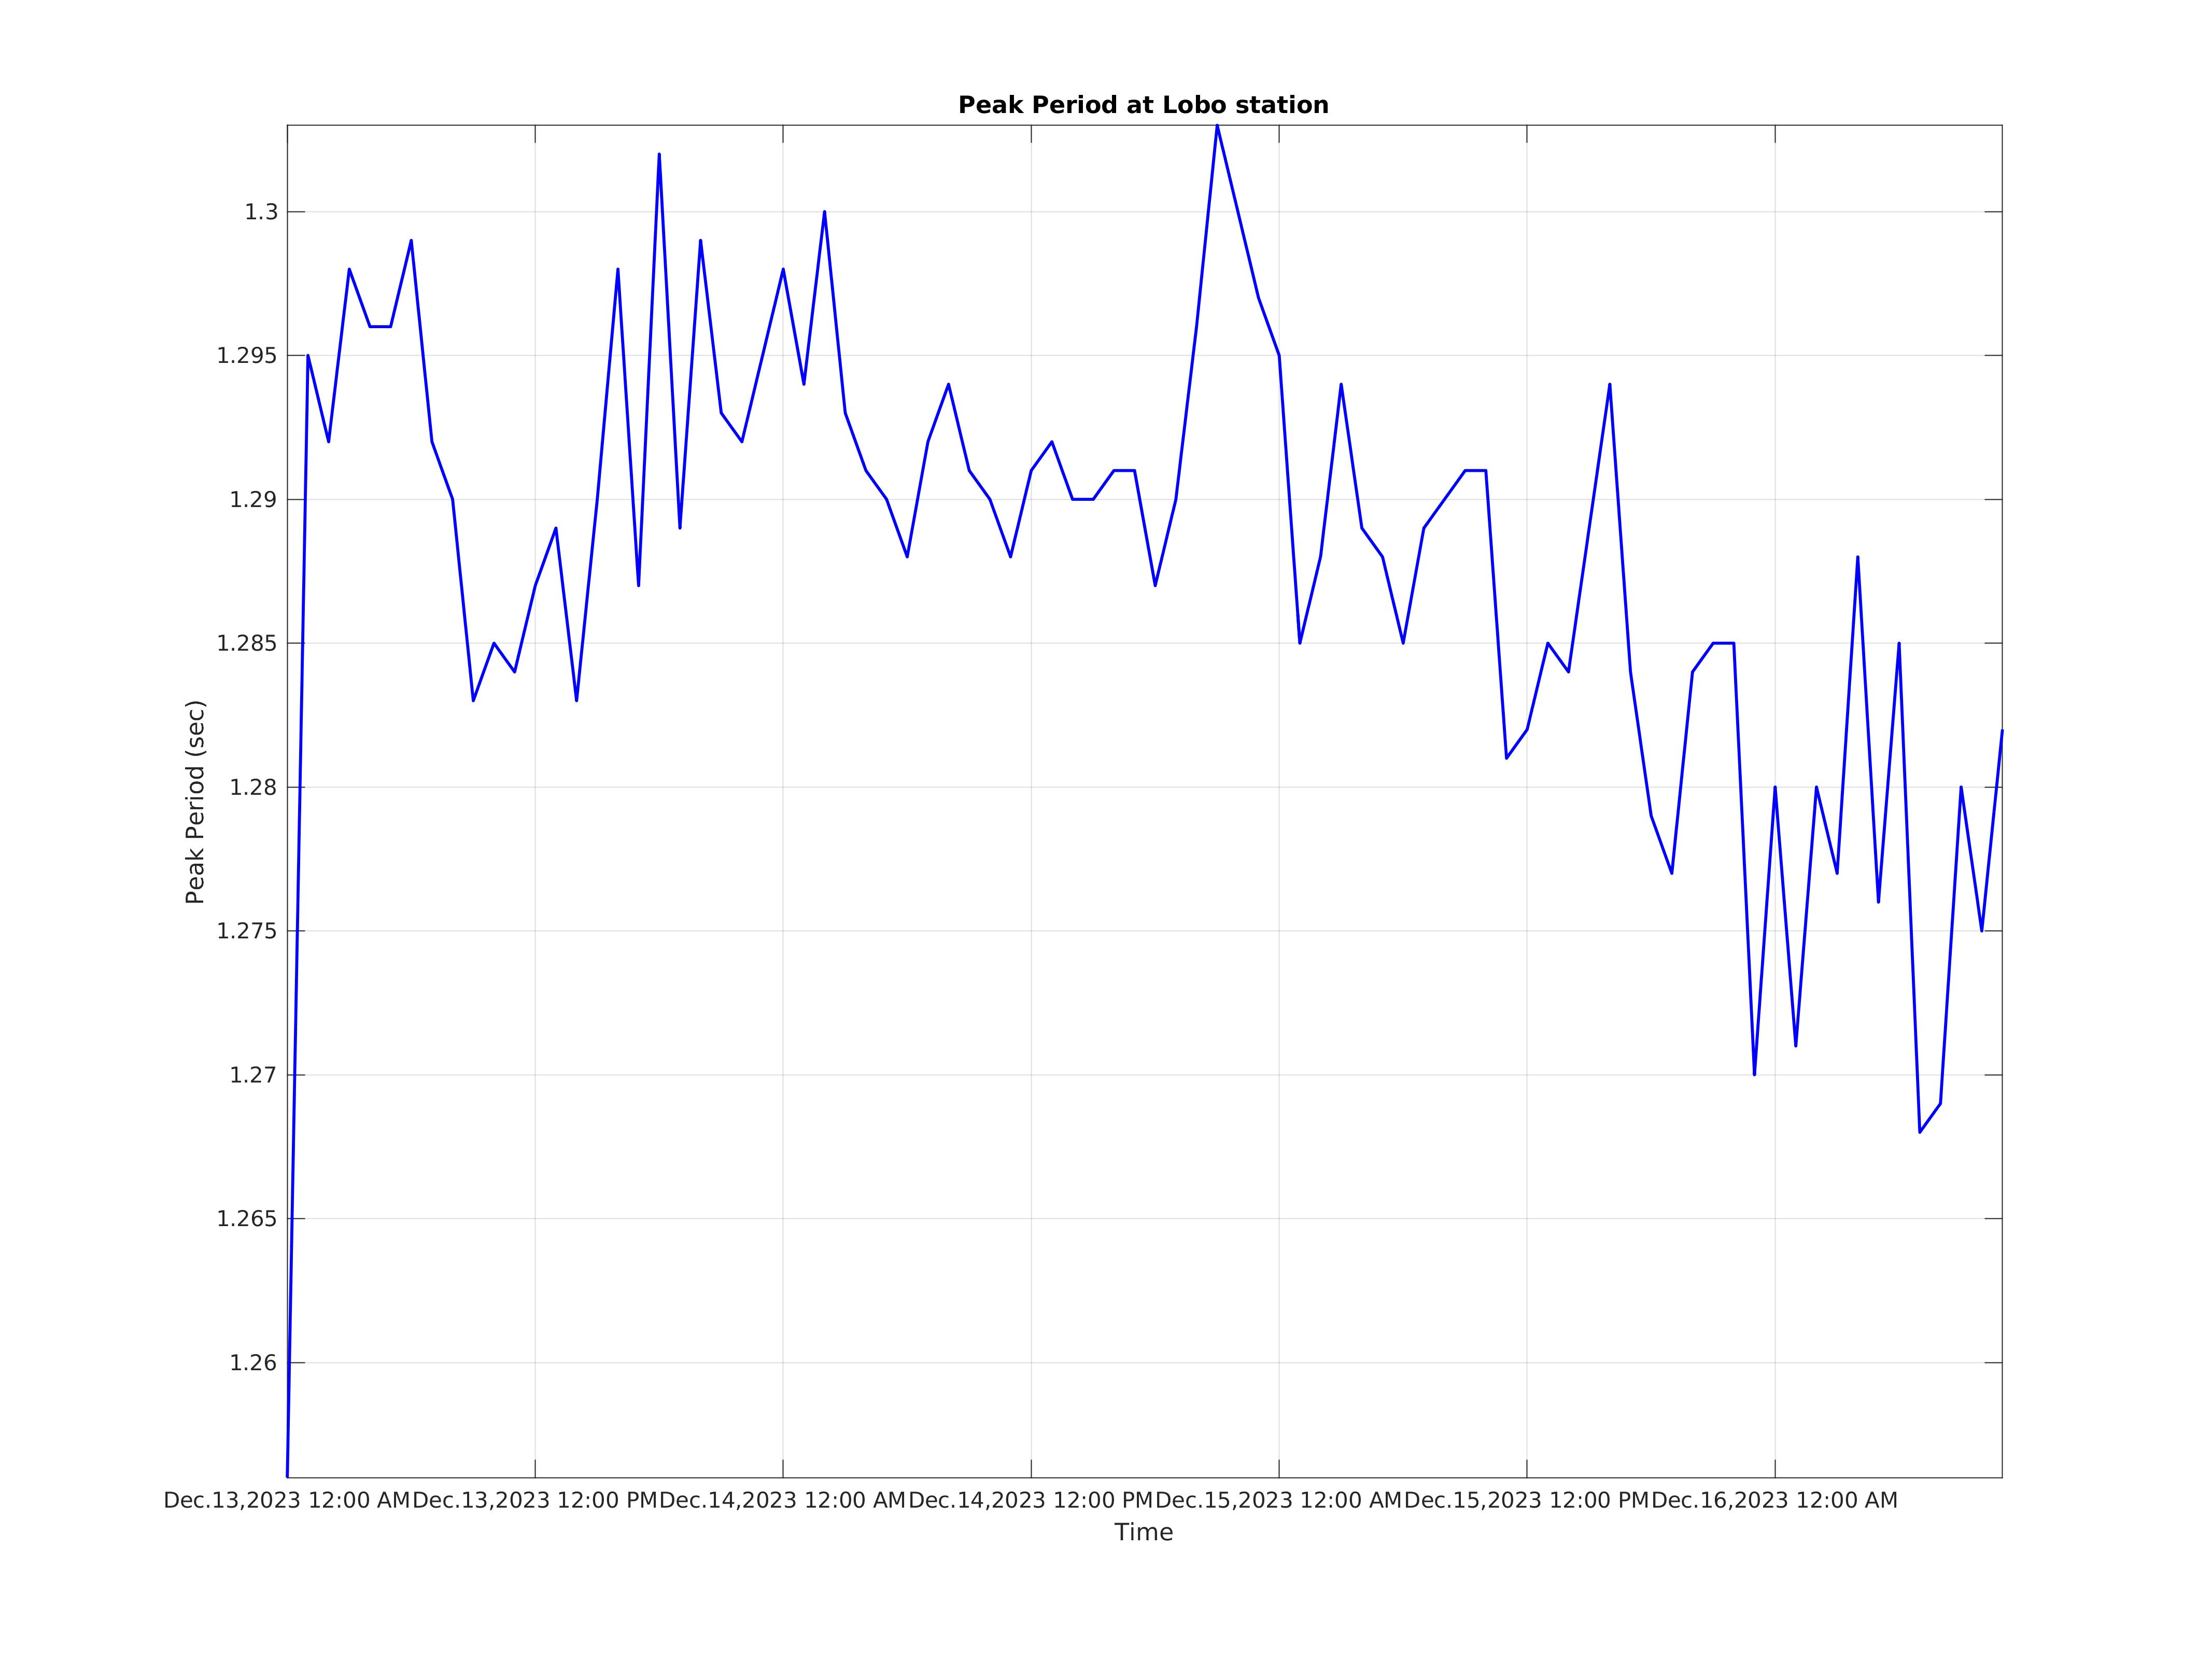 Peak Period at Lobo station
1.3
1.295
1.29
1.285
1.28
1.275
1.27
1.265
1.26
Peak Period (sec)
Dec.13,2023 12:00 AM Dec.13,2023 12:00 PM Dec.14,2023 12:00 AM Dec.14,2023 12:00 PM Dec.15,2023 12:00 AM Dec.15,2023 12:00 PM Dec.16,2023 12:00 AM
Time